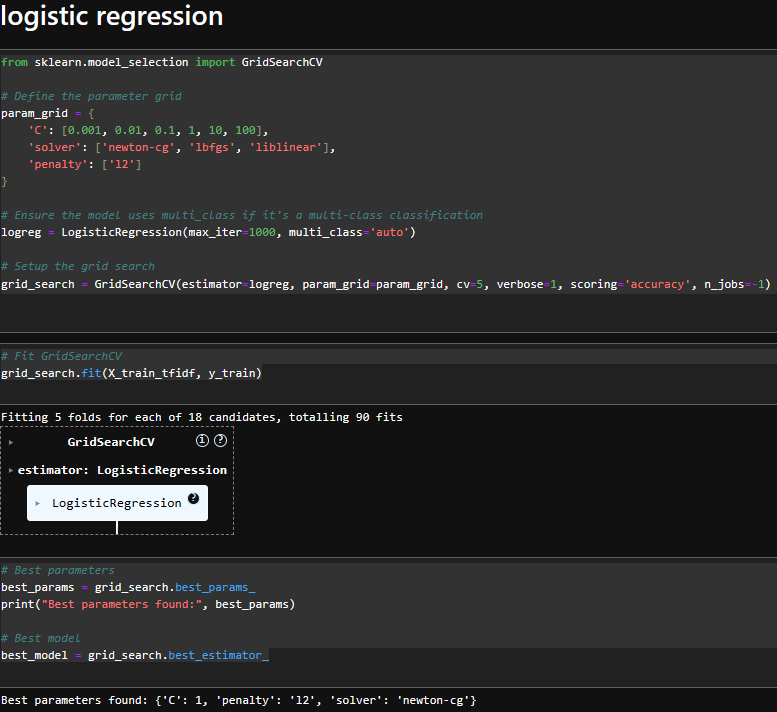 logistic regression
from sklearn.model_selection import GridSearchCV
# Define the parameter grid
param_grid = {
    'C': [0.001, 0.01, 0.1, 1, 10, 100],
    'solver': ['newton-cg', 'lbfgs', 'liblinear'],
    'penalty': ['l2']
}
# Ensure the model uses multi_class if it's a multi-class classification
logreg = LogisticRegression(max_iter=1000, multi_class='auto')
# Setup the grid search
grid_search = GridSearchCV(estimator=logreg, param_grid=param_grid, cv=5, verbose=1, scoring='accuracy', n_jobs=-1)
# Fit GridSearchCV
grid_search.fit(X_train_tfidf, y_train)
Fitting 5 folds for each of 18 candidates, totalling 90 fits
GridSearchCV i ?
estimator: LogisticRegression
LogisticRegression ?
# Best parameters
best_params = grid_search.best_params_
print("Best parameters found:", best_params)
# Best model
best_model = grid_search.best_estimator_
Best parameters found: {'C': 1, 'penalty': 'l2', 'solver': 'newton-cg'}